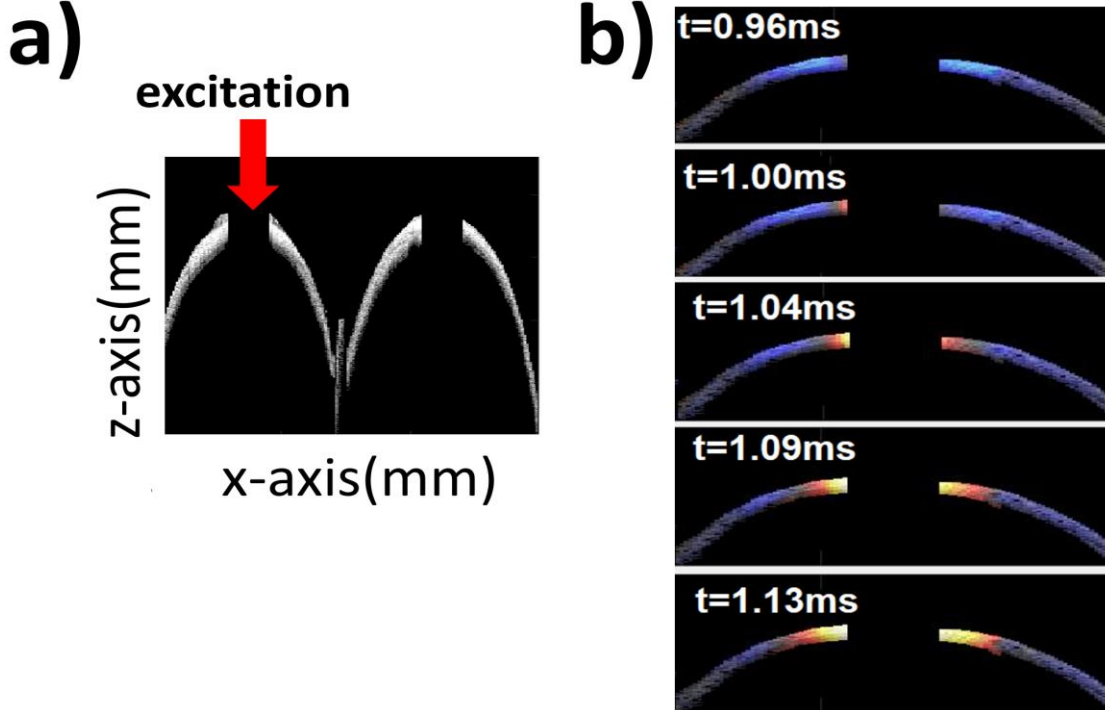 a)
excitation
z-axis(mm)
x-axis(mm)
b)
t=0.96ms
t=1.00ms
t=1.04ms
t=1.09ms
t=1.13ms